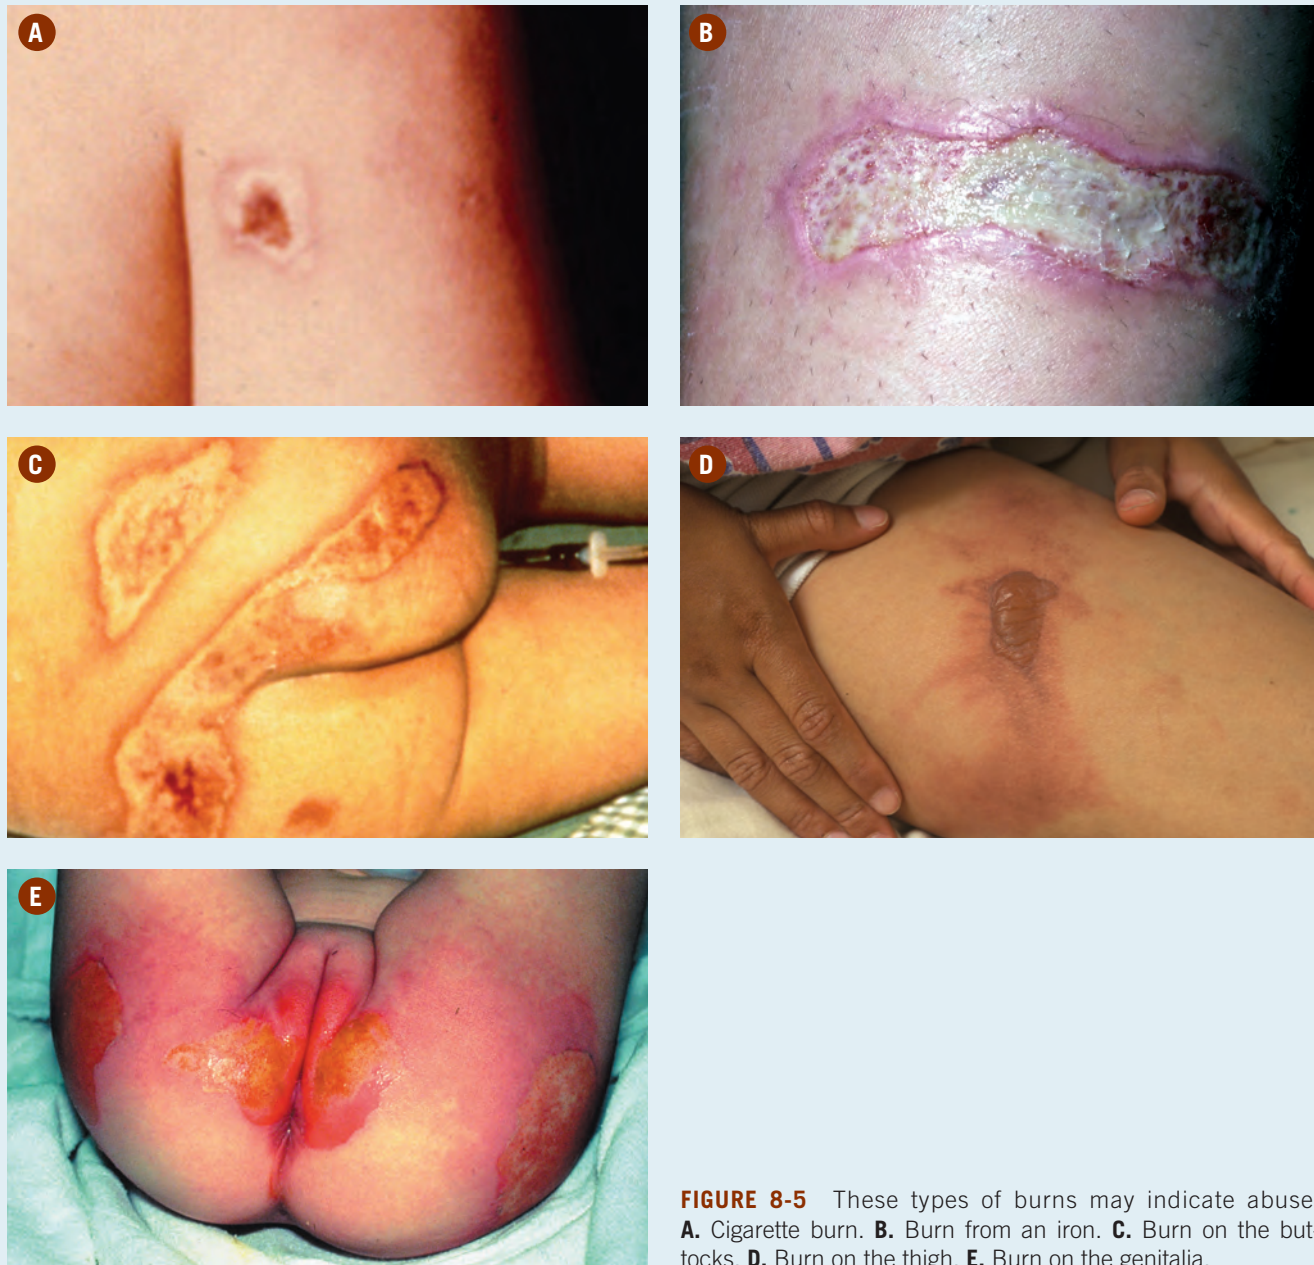 A
B
C
D
E
FIGURE 8-5 These types of burns may indicate abuse
A. Cigarette burn. B. Burn from an iron. C. Burn on the but-
tocks. D. Burn on the thigh. E. Burn on the genitalia.